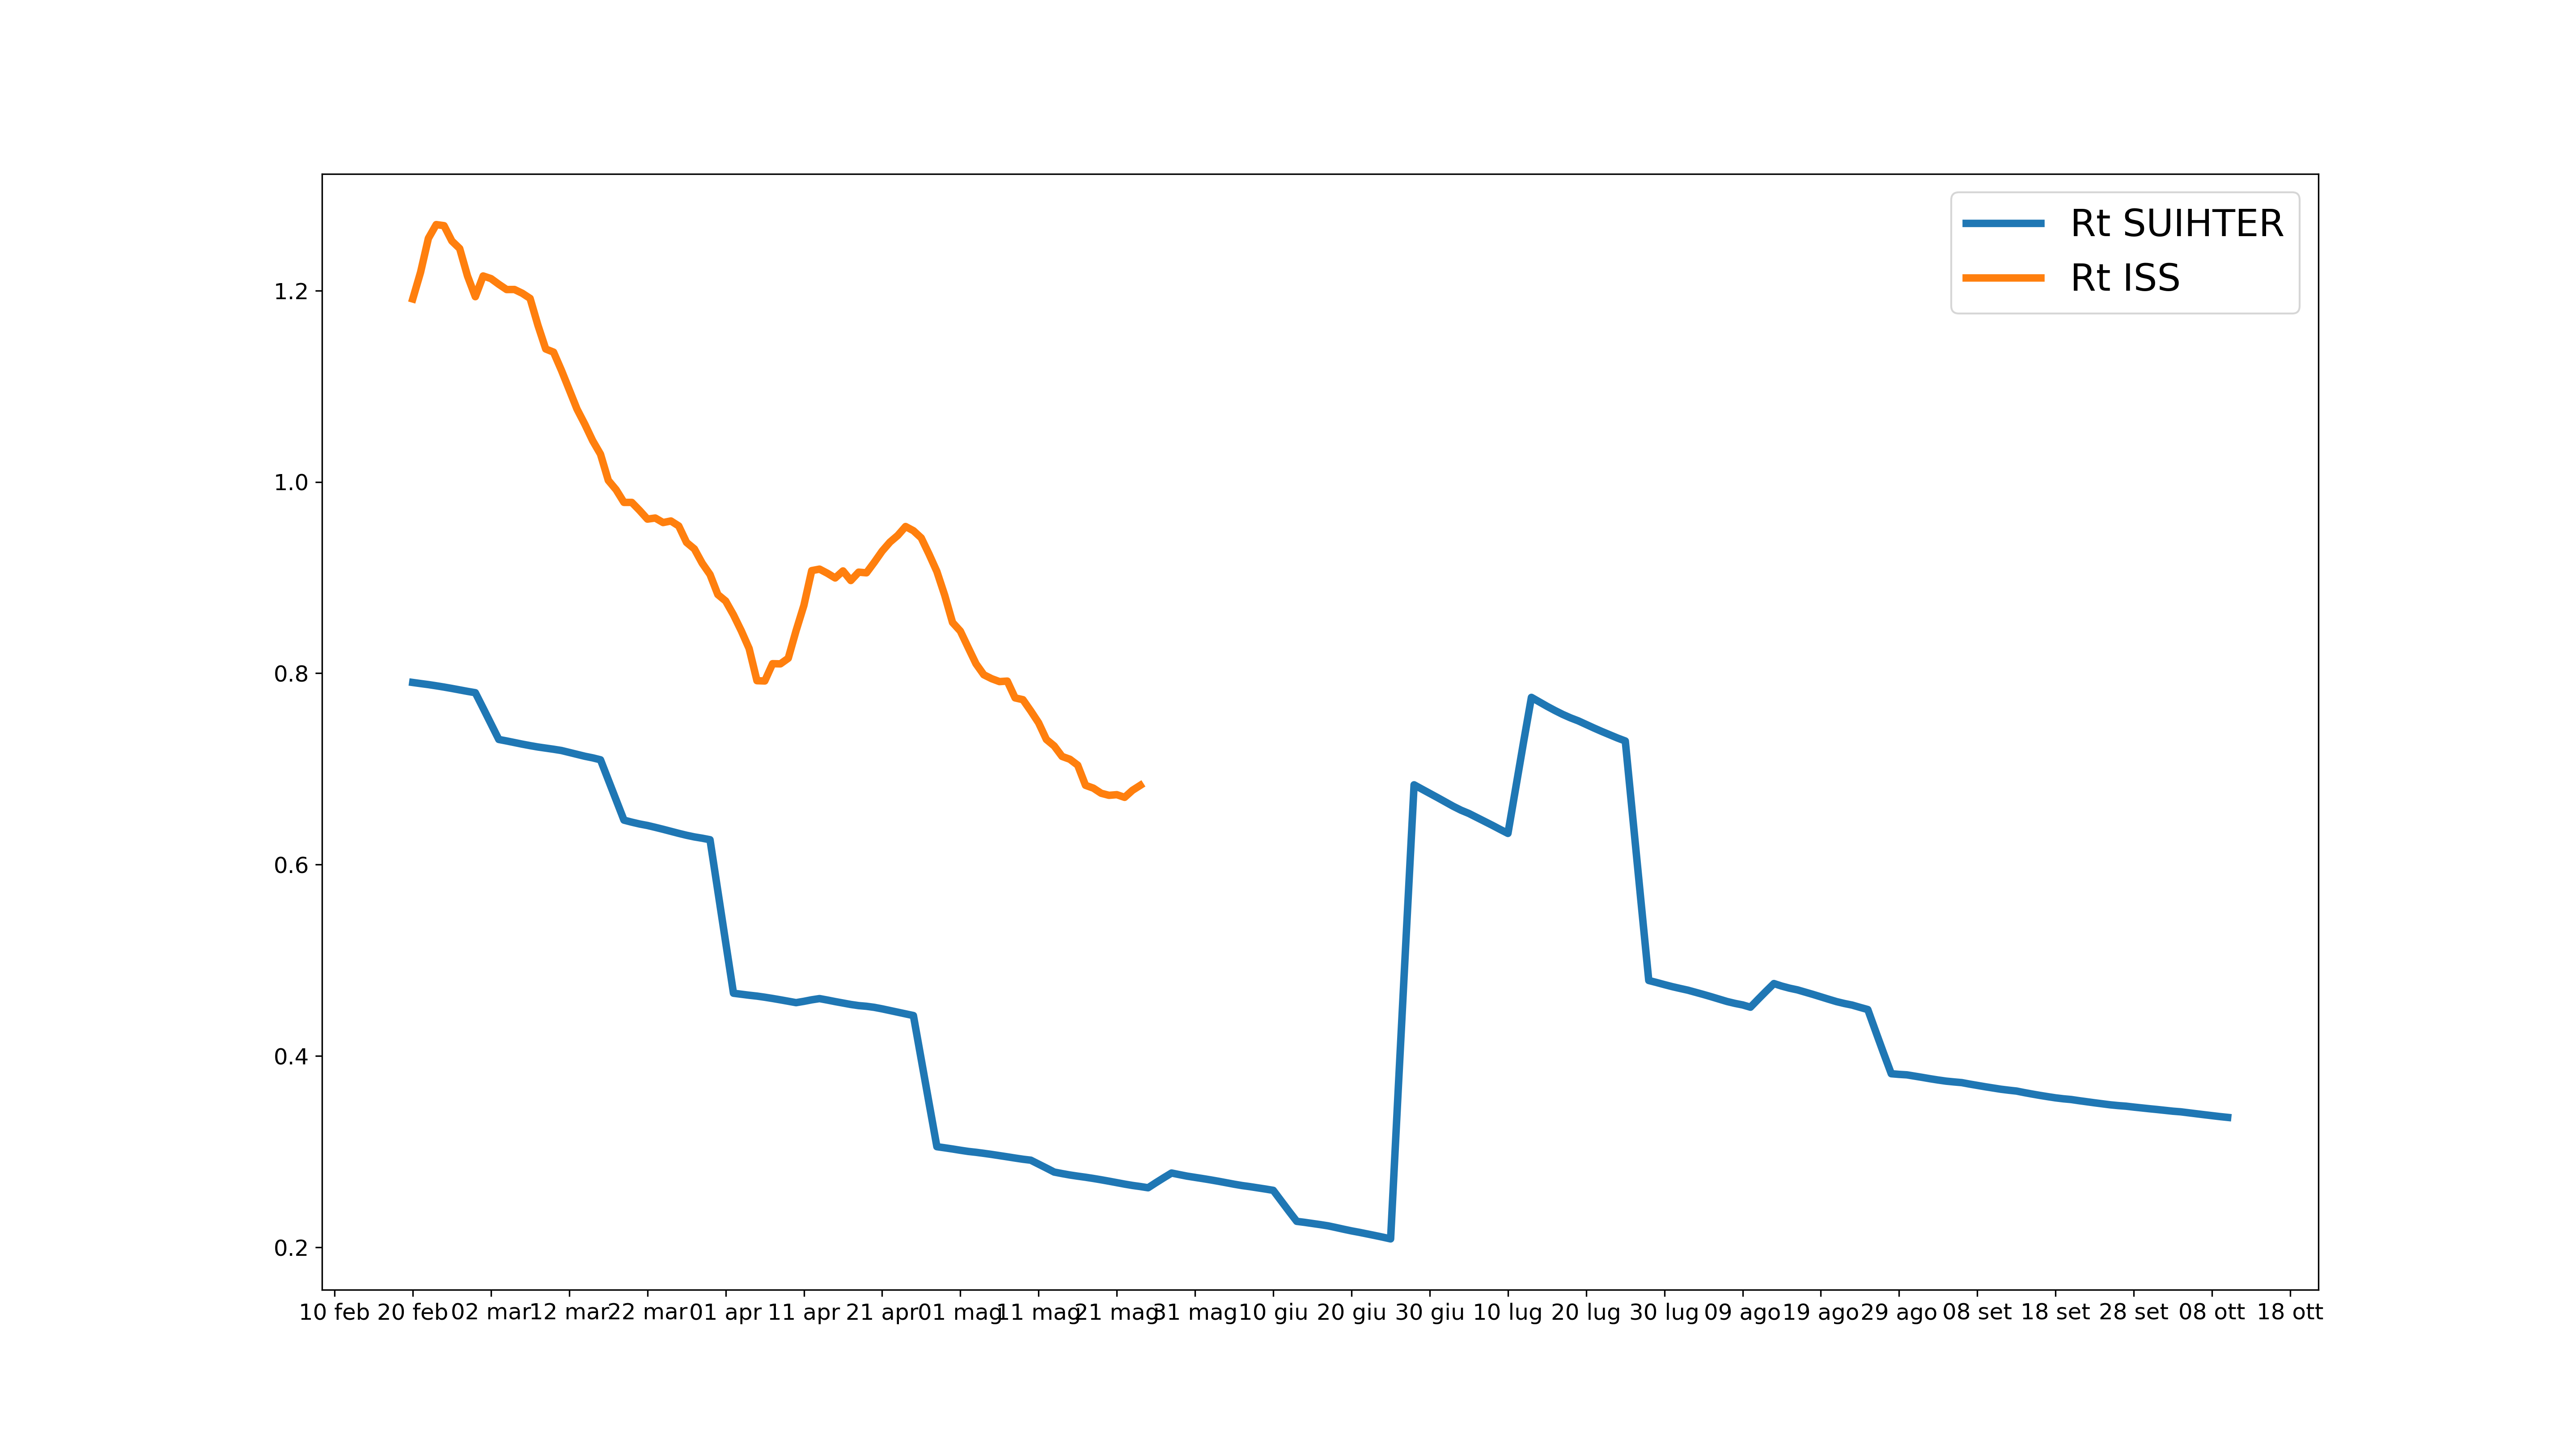 Rt SUIHTER
Rt ISS
1.2
1.0
0.8
0.6
0.4
0.2
10 feb 20 feb 02 mar 12 mar 22 mar 01 apr 11 apr 21 apr 01 mag 11 mag 21 mag 31 mag 10 giu 20 giu 30 giu 10 lug 20 lug 30 lug 09 ago 19 ago 29 ago 08 set 18 set 28 set 08 ott 18 ott